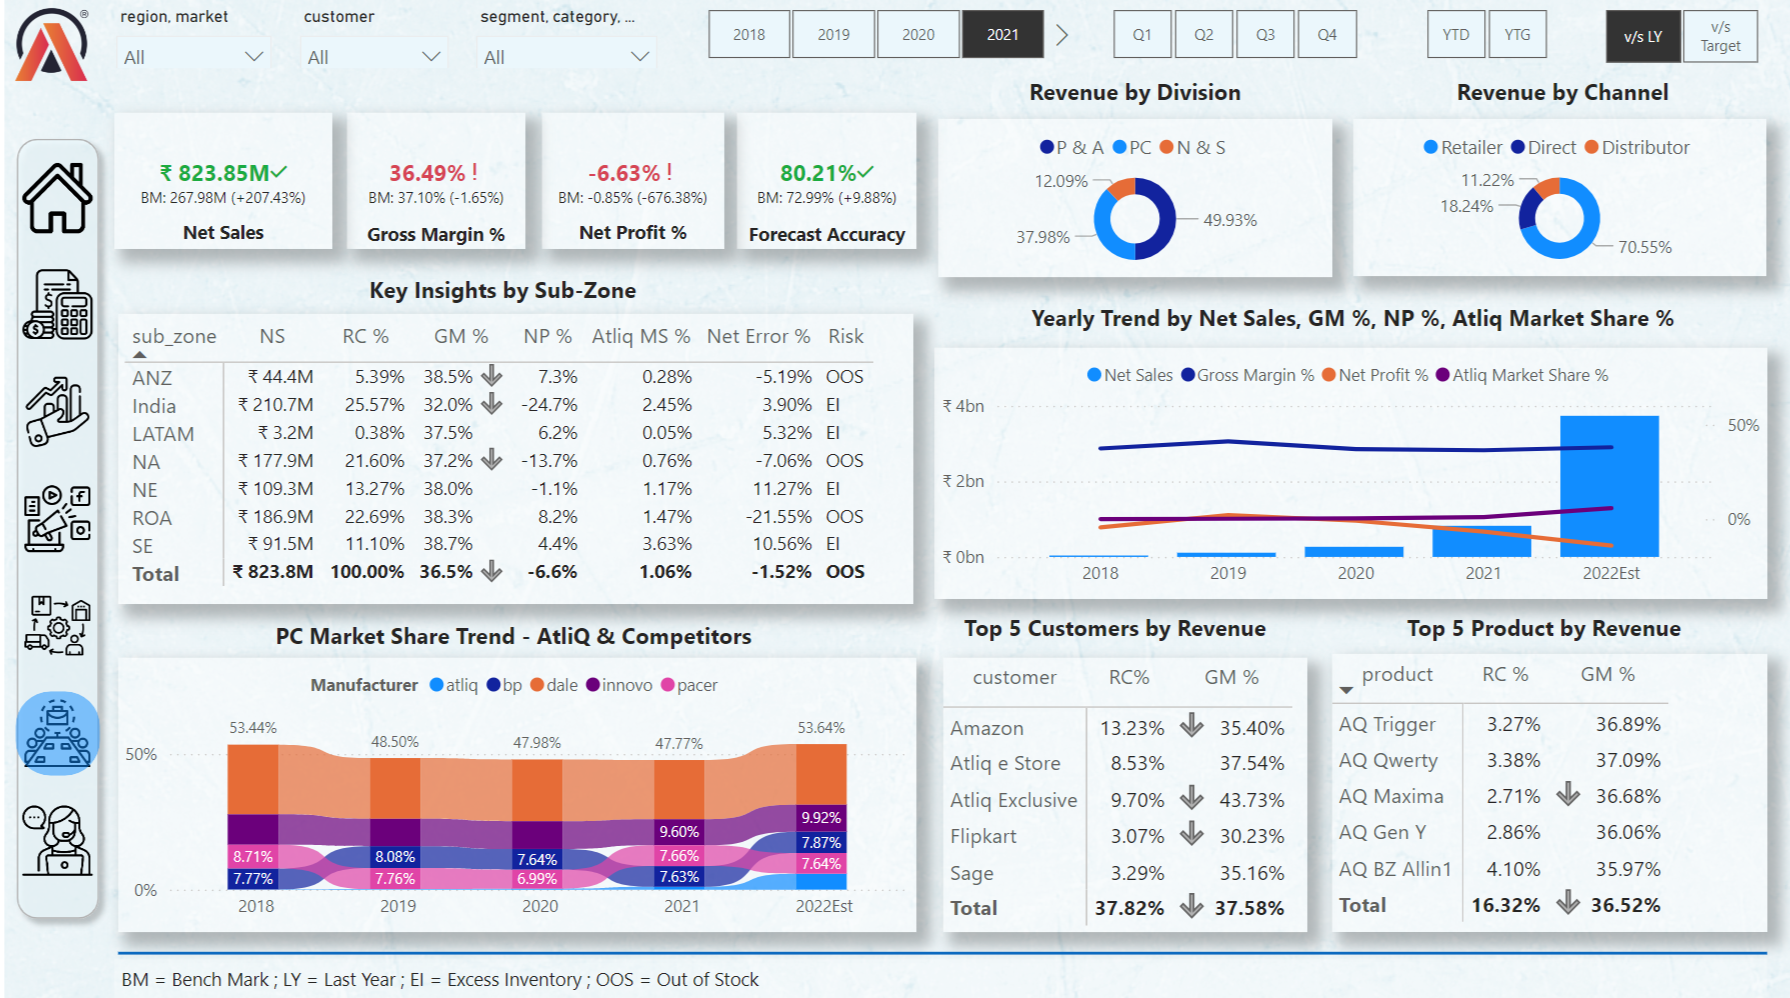 ®
region, market
customer
segment, category, ...
All
All
All
2018
2019
2020
2021
Q1
Q2
Q3
Q4
YTD
YTG
v/s LY
v/s Target
₹ 823.85M
BM: 267.98M (+207.43%)
Net Sales
36.49% !
BM: 37.10% (-1.65%)
Gross Margin %
-6.63% !
BM: -0.85% (-676.38%)
Net Profit %
80.21%
BM: 72.99% (+9.88%)
Forecast Accuracy
Revenue by Division
P & A PC N & S
12.09%
49.93%
37.98%
Revenue by Channel
Retailer Direct Distributor
11.22%
18.24%
70.55%
Key Insights by Sub-Zone
sub_zone NS RC % GM % NP % Atliq MS % Net Error % Risk
ANZ ₹ 44.4M 5.39% 38.5% 7.3% 0.28% -5.19% OOS
India ₹ 210.7M 25.57% 32.0% -24.7% 2.45% 3.90% EI
LATAM ₹ 3.2M 0.38% 37.5% 6.2% 0.05% 5.32% EI
NA ₹ 177.9M 21.60% 37.2% -13.7% 0.76% -7.06% OOS
NE ₹ 109.3M 13.27% 38.0% -1.1% 1.17% 11.27% EI
ROA ₹ 186.9M 22.69% 38.3% 8.2% 1.47% -21.55% OOS
SE ₹ 91.5M 11.10% 38.7% 4.4% 3.63% 10.56% EI
Total ₹ 823.8M 100.00% 36.5% -6.6% 1.06% -1.52% OOS
Yearly Trend by Net Sales, GM %, NP %, Atliq Market Share %
Net Sales Gross Margin % Net Profit % Atliq Market Share %
₹ 4bn
50%
₹ 2bn
0%
₹ 0bn
2018 2019 2020 2021 2022Est
PC Market Share Trend - AtliQ & Competitors
Manufacturer atliq bp dale innovo pacer
53.44% 48.50% 47.98% 47.77% 53.64%
50%
9.92%
9.60%
7.87%
8.71% 8.08% 7.64% 7.66% 7.64%
7.77% 7.76% 6.99% 7.63%
0%
2018 2019 2020 2021 2022Est
Top 5 Customers by Revenue
customer RC% GM %
Amazon 13.23% 35.40%
Atliq e Store 8.53% 37.54%
Atliq Exclusive 9.70% 43.73%
Flipkart 3.07% 30.23%
Sage 3.29% 35.16%
Total 37.82% 37.58%
Top 5 Product by Revenue
product RC % GM %
AQ Trigger 3.27% 36.89%
AQ Qwerty 3.38% 37.09%
AQ Maxima 2.71% 36.68%
AQ Gen Y 2.86% 36.06%
AQ BZ Allin1 4.10% 35.97%
Total 16.32% 36.52%
BM = Bench Mark ; LY = Last Year ; EI = Excess Inventory ; OOS = Out of Stock